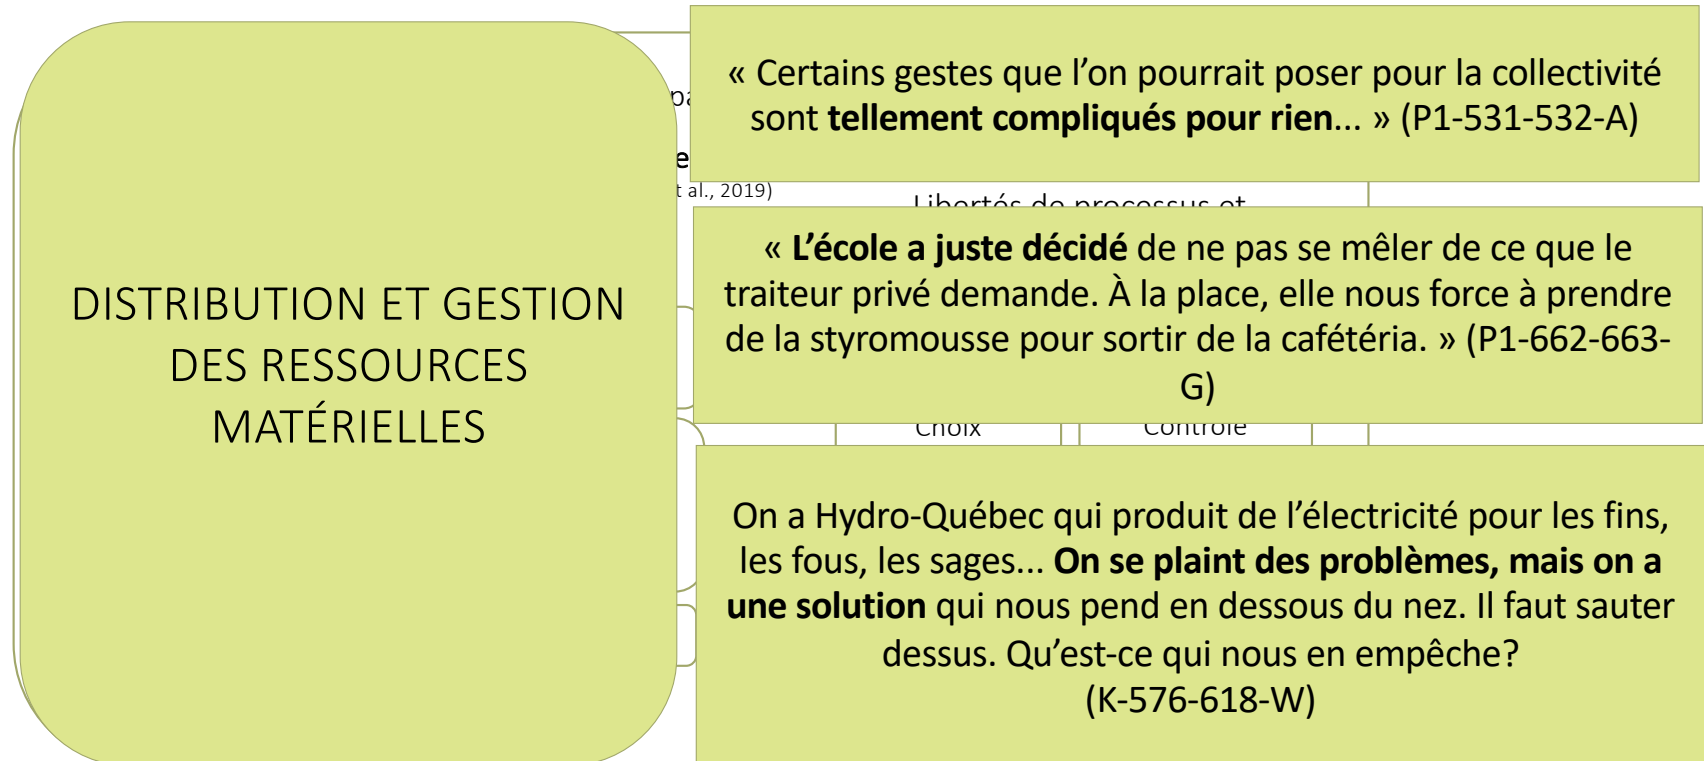 DISTRIBUTION ET GESTION
DES RESSOURCES
MATÉRIELLES
t al., 2019)
« Certains gestes que l’on pourrait poser pour la collectivité
sont tellement compliqués pour rien... » (P1-531-532-A)
Libertés de processus et
« L’école a juste décidé de ne pas se mêler de ce que le
traiteur privé demande. À la place, elle nous force à prendre
de la styromousse pour sortir de la cafétéria. » (P1-662-663-
G)
Choix
Contrôle
On a Hydro-Québec qui produit de l’électricité pour les fins,
les fous, les sages... On se plaint des problèmes, mais on a
une solution qui nous pend en dessous du nez. Il faut sauter
dessus. Qu’est-ce qui nous en empêche?
(K-576-618-W)